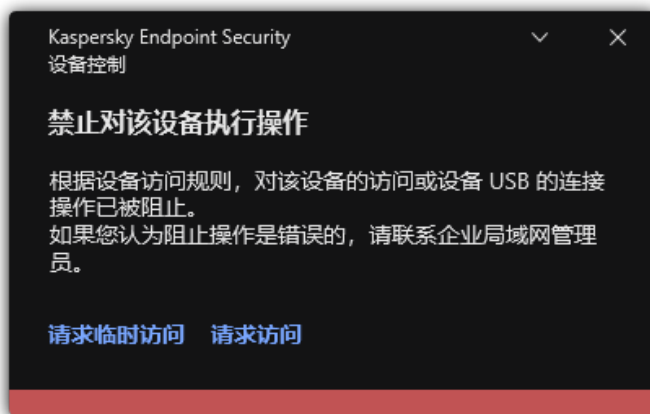 Kaspersky Endpoint Security
设备控制
禁止对该设备执行操作
根据设备访问规则，对该设备的访问或设备 USB 的连接
操作已被阻止。
如果您认为阻止操作是错误的，请联系企业局域网管理
员。
请求临时访问 请求访问